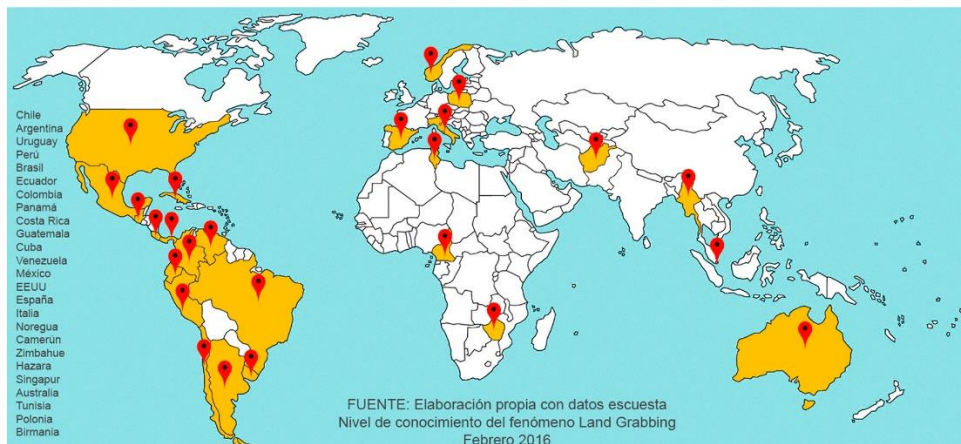 Chile
Argentina
Uruguay
Perú
Brasil
Ecuador
Colombia
Panamá
Costa Rica
Guatemala
Cuba
Venezuela
México
EEUU
España
Italia
Noregua
Camerún
Zimbahue
Hazara
Singapur
Australia
Tunisia
Polonia
Birmanía
FUENTE: Elaboración propia con datos escuesta
Nivel de conocimiento del fenómeno Land Grabbing
Febrero 2016